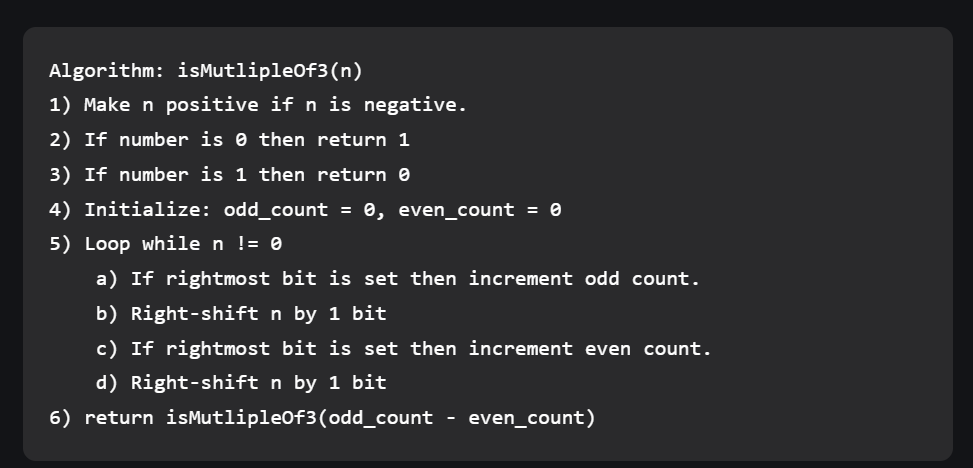 Algorithm: isMutlipleOf3(n)
1) Make n positive if n is negative.
2) If number is 0 then return 1
3) If number is 1 then return 0
4) Initialize: odd_count = 0, even_count = 0
5) Loop while n != 0
    a) If rightmost bit is set then increment odd count.
    b) Right-shift n by 1 bit
    c) If rightmost bit is set then increment even count.
    d) Right-shift n by 1 bit
6) return isMutlipleOf3(odd_count - even_count)